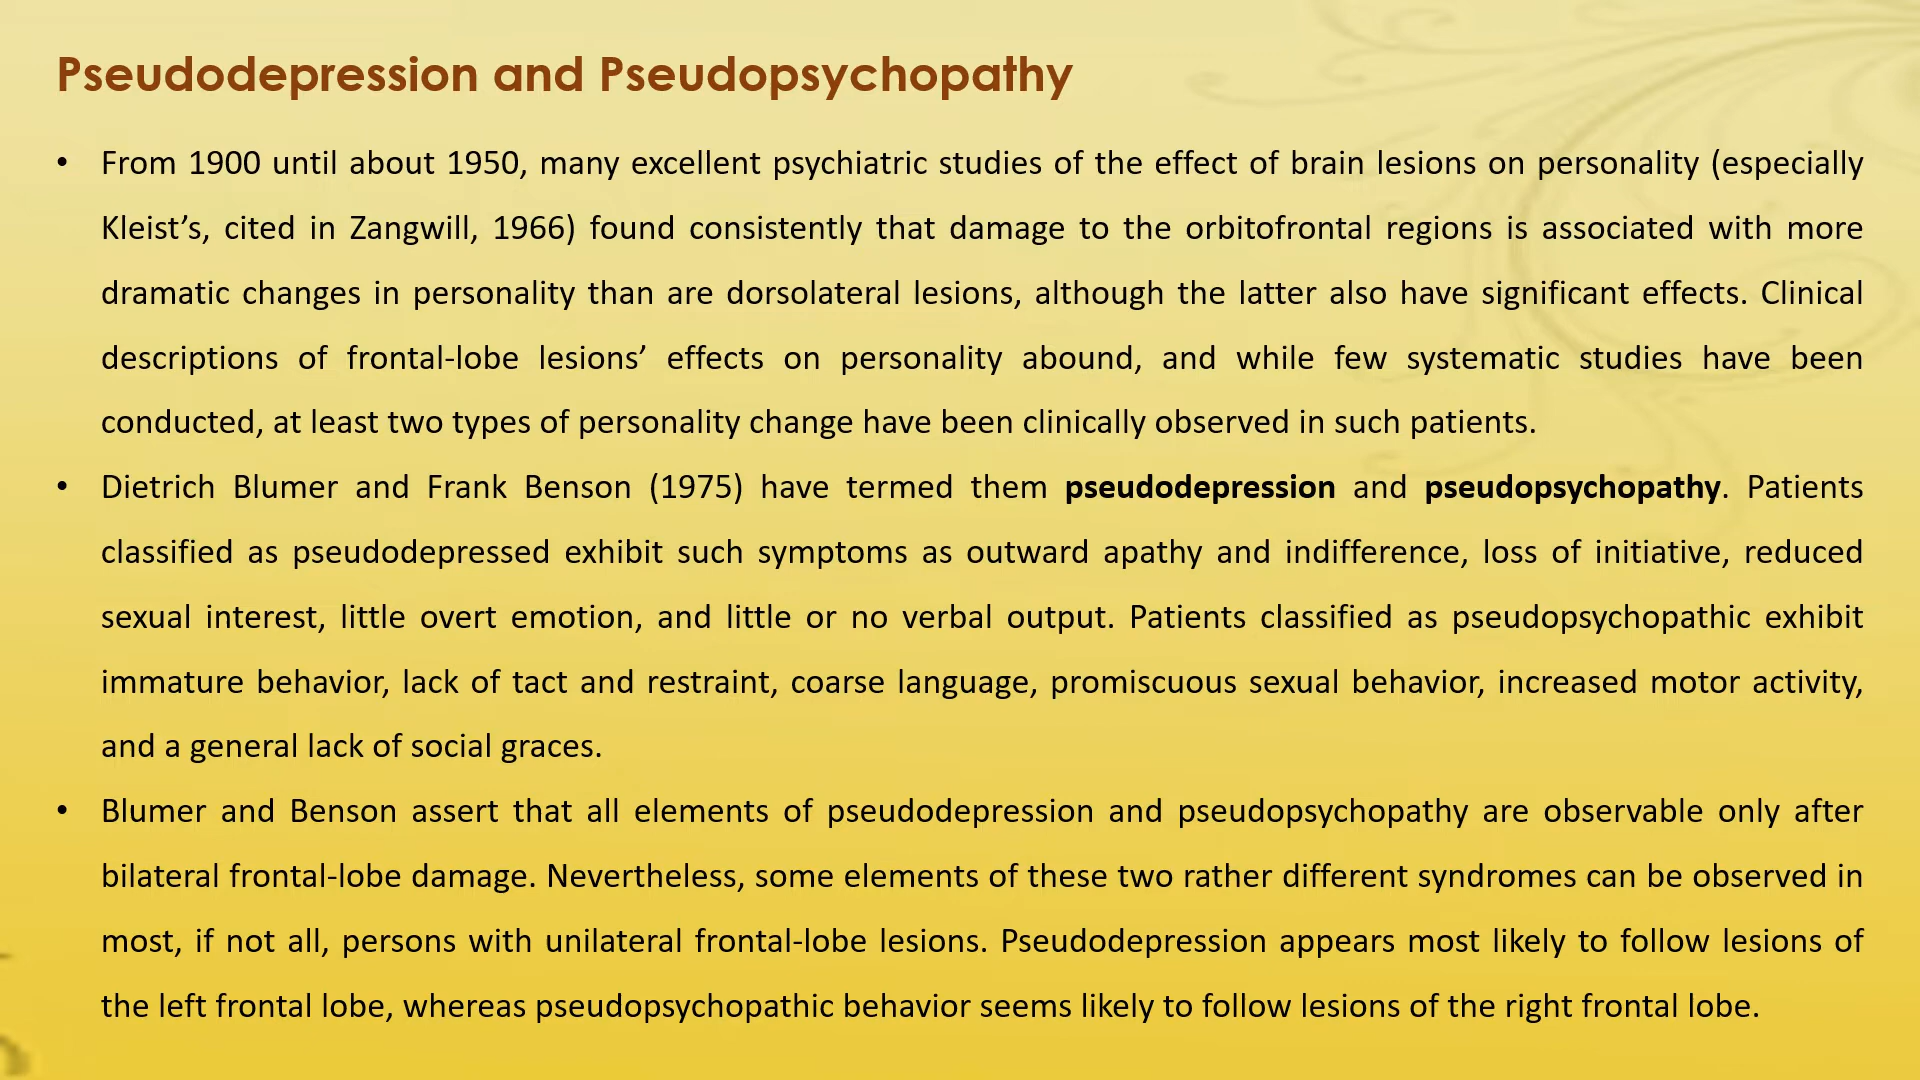 Pseudodepression and Pseudopsychopathy
• From 1900 until about 1950, many excellent psychiatric studies of the effect of brain lesions on personality (especially
Kleist’s, cited in Zangwill, 1966) found consistently that damage to the orbitofrontal regions is associated with more
dramatic changes in personality than are dorsolateral lesions, although the latter also have significant effects. Clinical
descriptions of frontal-lobe lesions’ effects on personality abound, and while few systematic studies have been
conducted, at least two types of personality change have been clinically observed in such patients.
• Dietrich Blumer and Frank Benson (1975) have termed them pseudodepression and pseudopsychopathy. Patients
classified as pseudodepressed exhibit such symptoms as outward apathy and indifference, loss of initiative, reduced
sexual interest, little overt emotion, and little or no verbal output. Patients classified as pseudopsychopathic exhibit
immature behavior, lack of tact and restraint, coarse language, promiscuous sexual behavior, increased motor activity,
and a general lack of social graces.
• Blumer and Benson assert that all elements of pseudodepression and pseudopsychopathy are observable only after
bilateral frontal-lobe damage. Nevertheless, some elements of these two rather different syndromes can be observed in
most, if not all, persons with unilateral frontal-lobe lesions. Pseudodepression appears most likely to follow lesions of
the left frontal lobe, whereas pseudopsychopathic behavior seems likely to follow lesions of the right frontal lobe.